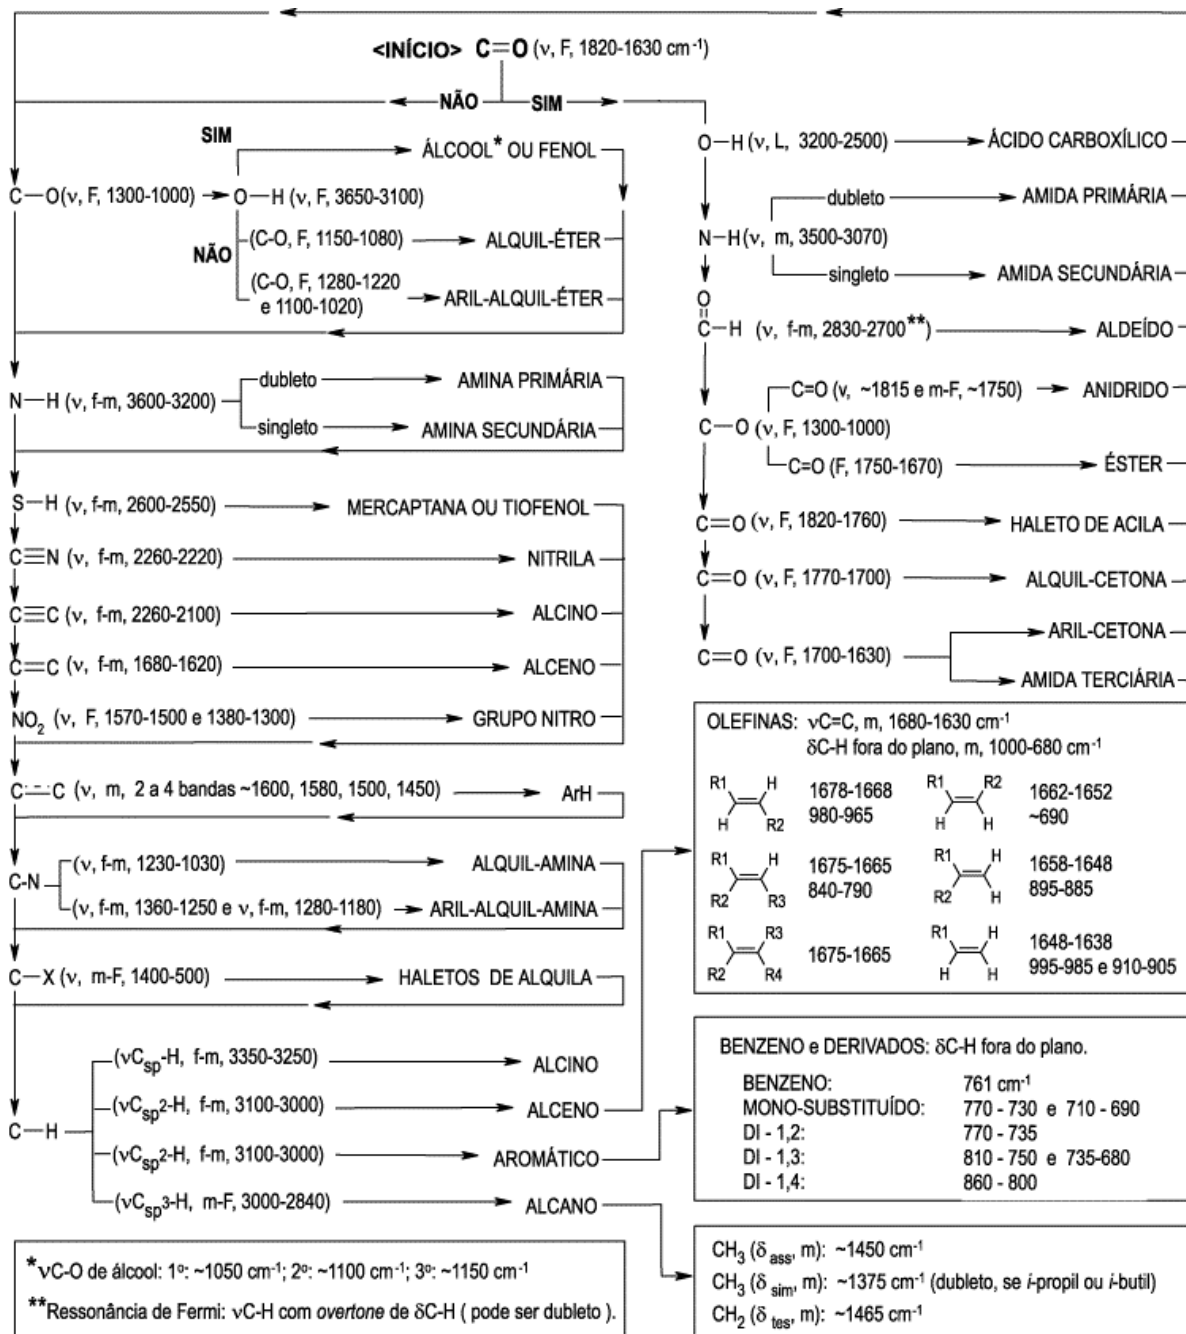 <INÍCIO> C=O (ν, F, 1820-1630 cm⁻¹)
NÃO SIM
SIM
ÁLCOOL* OU FENOL
C—O(ν, F, 1300-1000) O—H (ν, F, 3650-3100)
NÃO
(C-O, F, 1150-1080) ALQUIL-ÉTER
(C-O, F, 1280-1220
e 1100-1020) ARIL-ALQUIL-ÉTER
N—H (ν, f-m, 3600-3200)
dubleto AMINA PRIMÁRIA
singleto AMINA SECUNDÁRIA
S—H (ν, f-m, 2600-2550) MERCAPTANA OU TIOFENOL
C≡N (ν, f-m, 2260-2220) NITRILA
C≡C (ν, f-m, 2260-2100) ALCINO
C=C (ν, f-m, 1680-1620) ALCENO
NO₂ (ν, F, 1570-1500 e 1380-1300) GRUPO NITRO
C=C (ν, m, 2 a 4 bandas ~1600, 1580, 1500, 1450) ArH
C-N
(ν, f-m, 1230-1030) ALQUIL-AMINA
(ν, f-m, 1360-1250 e ν, f-m, 1280-1180) ARIL-ALQUIL-AMINA
C—X (ν, m-F, 1400-500) HALETOS DE ALQUILA
C—H
(νCsp-H, f-m, 3350-3250) ALCINO
(νCsp²-H, f-m, 3100-3000) ALCENO
(νCsp²-H, f-m, 3100-3000) AROMÁTICO
(νCsp³-H, m-F, 3000-2840) ALCANO
*νC-O de álcool: 1º: ~1050 cm⁻¹; 2º: ~1100 cm⁻¹; 3º: ~1150 cm⁻¹
**Ressonância de Fermi: νC-H com overtone de δC-H ( pode ser dubleto ).
O—H (ν, L, 3200-2500) ÁCIDO CARBOXÍLICO
dubleto AMIDA PRIMÁRIA
N—H(ν, m, 3500-3070)
singleto AMIDA SECUNDÁRIA
O
C—H (ν, f-m, 2830-2700**) ALDEÍDO
C=O (v, ~1815 e m-F, ~1750) ANIDRIDO
C—O (ν, F, 1300-1000)
C=O (F, 1750-1670) ÉSTER
C=O (ν, F, 1820-1760) HALETO DE ACILA
C=O (ν, F, 1770-1700) ALQUIL-CETONA
ARIL-CETONA
C=O (ν, F, 1700-1630)
AMIDA TERCIÁRIA
OLEFINAS: νC=C, m, 1680-1630 cm⁻¹
δC-H fora do plano, m, 1000-680 cm⁻¹
R1 H 1678-1668 R1 R2 1662-1652
H R2 980-965 H H ~690
R1 H 1675-1665 R1 H 1658-1648
R2 R3 840-790 R2 H 895-885
R1 R3 1675-1665 R1 H 1648-1638
R2 R4 H H 995-985 e 910-905
BENZENO e DERIVADOS: δC-H fora do plano.
BENZENO: 761 cm⁻¹
MONO-SUBSTITUÍDO: 770 - 730 e 710 - 690
DI - 1,2: 770 - 735
DI - 1,3: 810 - 750 e 735-680
DI - 1,4: 860 - 800
CH₃ (δ ass, m): ~1450 cm⁻¹
CH₃ (δ sim, m): ~1375 cm⁻¹ (dubleto, se i-propil ou i-butil)
CH₂ (δ tes, m): ~1465 cm⁻¹